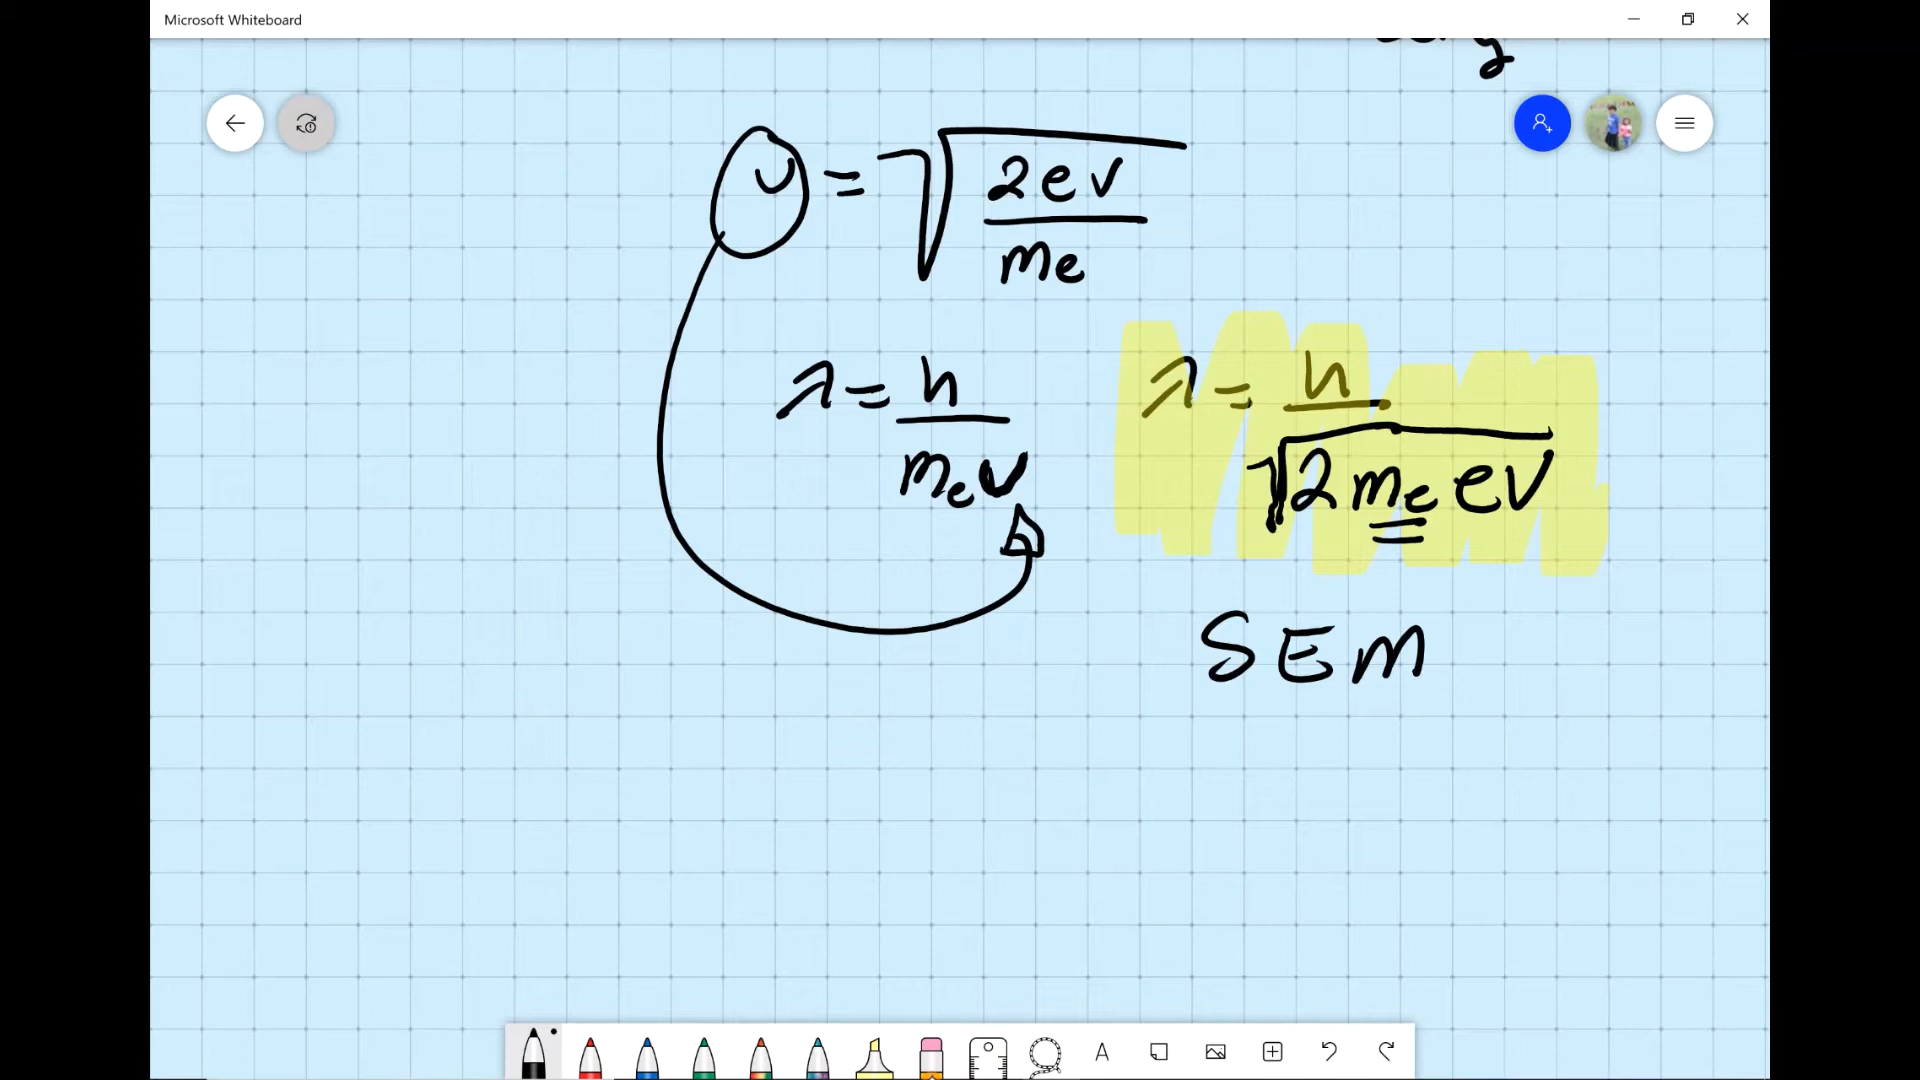 Microsoft Whiteboard
v = √(2eV / me)
λ = h / mev
λ = h / √(2meeV)
SEM
A